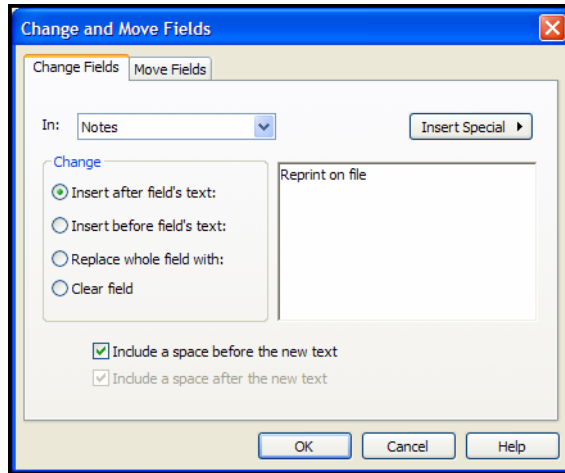 Change and Move Fields
Change Fields Move Fields
In: Notes Insert Special
Change
Insert after field's text:
Insert before field's text:
Replace whole field with:
Clear field
Reprint on file
Include a space before the new text
Include a space after the new text
OK Cancel Help